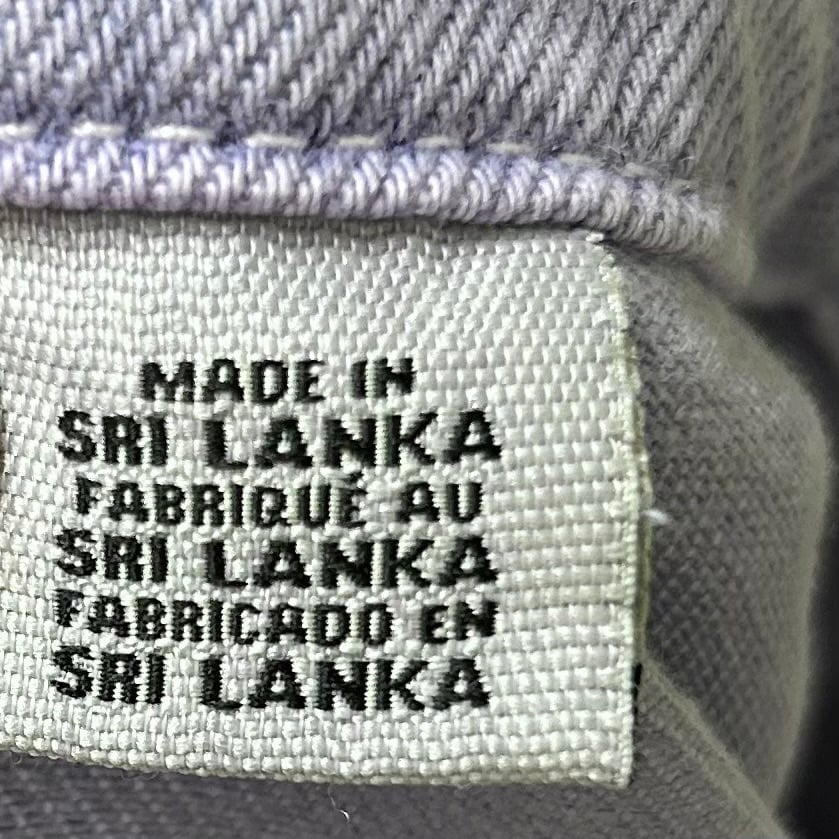 MADE IN
SRI LANKA
FABRIQUÉ AU
SRI LANKA
FABRICADO EN
SRI LANKA